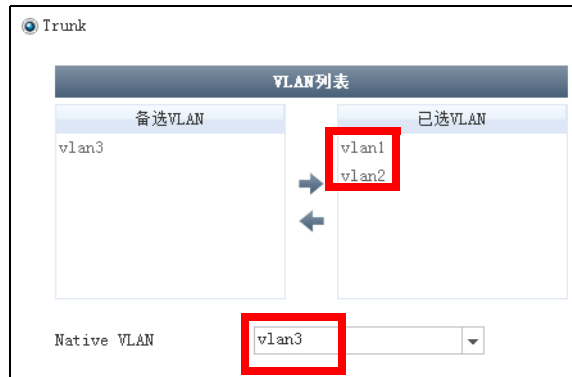 Trunk
VLAN列表
备选VLAN
已选VLAN
vlan3
vlan1
vlan2
Native VLAN
vlan3